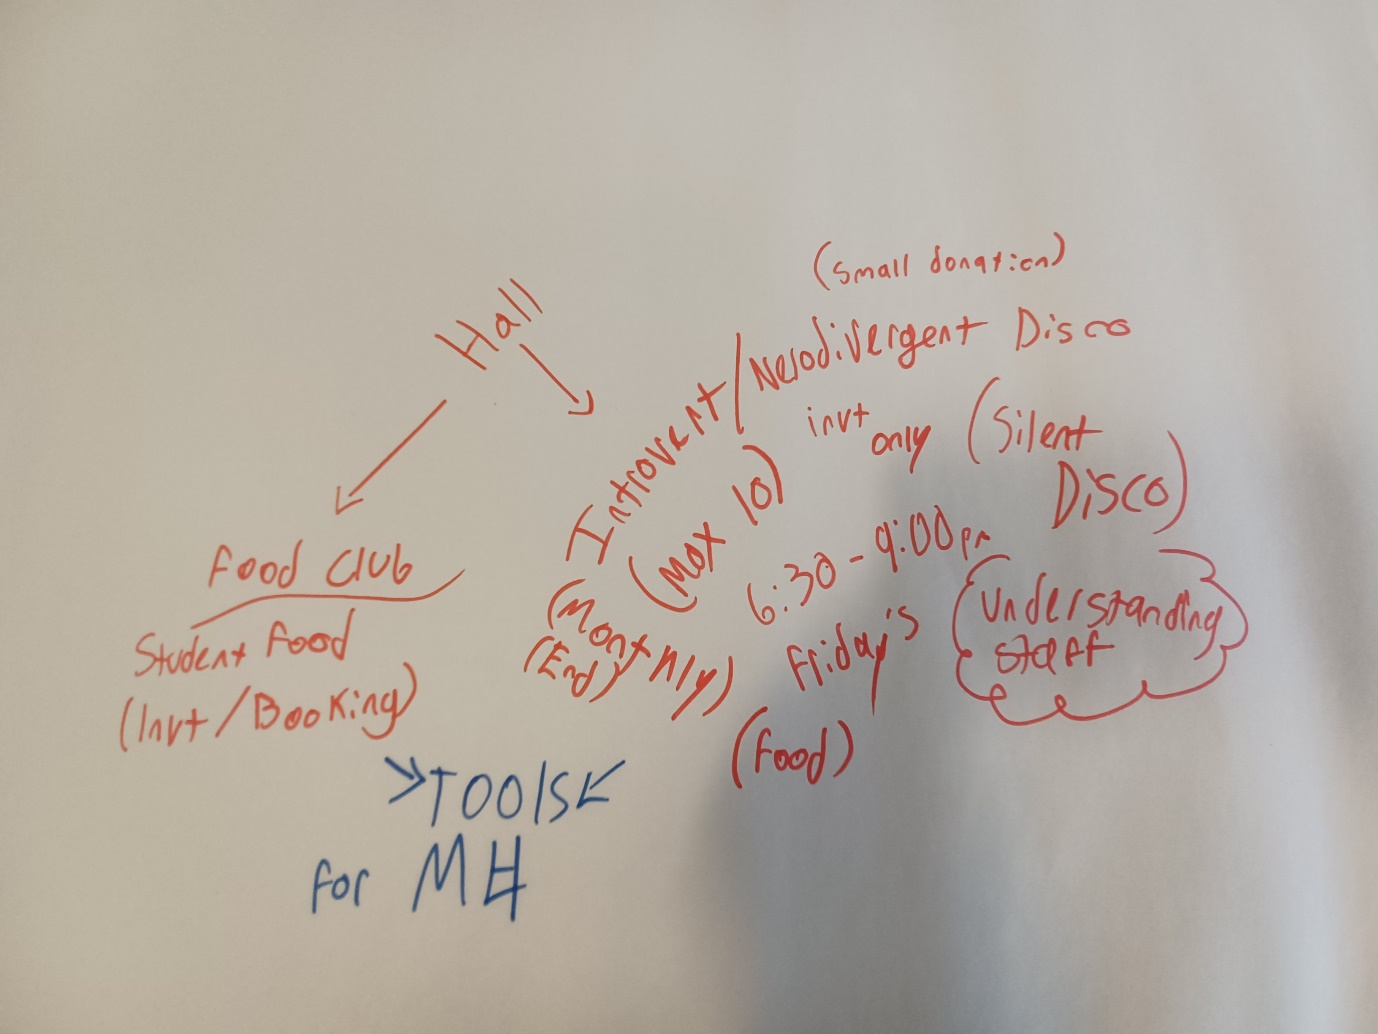 (Small donation)
Hall
Introvert/Nerodivergent Disco
invt only (Silent Disco)
(Max 10)
6:30 - 9:00pm
(Monthly)
(End)
Friday's
Understanding
staff
(Food)
Food Club
Student Food
(Invt/Booking)
TOOlS
for MH